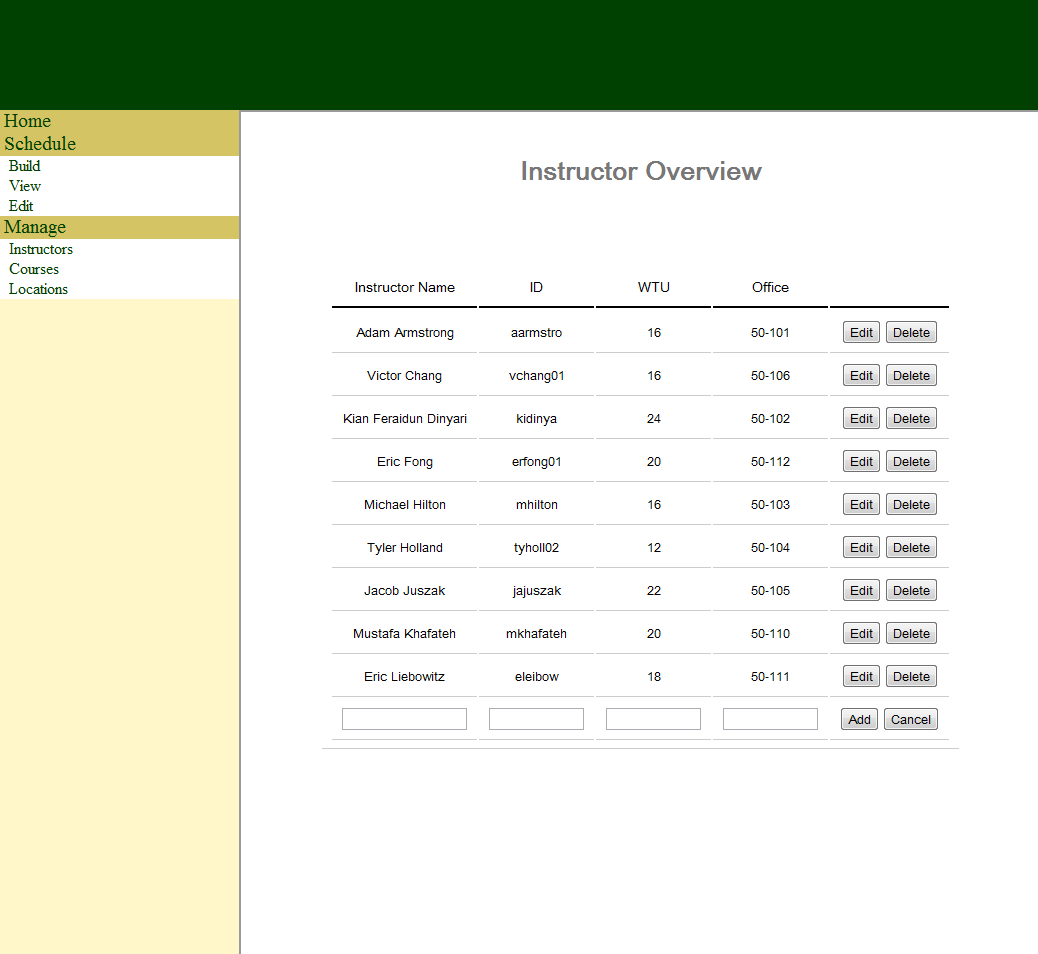 Home
Schedule
Build
View
Edit
Manage
Instructors
Courses
Locations
Instructor Overview
Instructor Name ID WTU Office
Adam Armstrong aarmstro 16 50-101 Edit Delete
Victor Chang vchang01 16 50-106 Edit Delete
Kian Feraidun Dinyari kidinya 24 50-102 Edit Delete
Eric Fong erfong01 20 50-112 Edit Delete
Michael Hilton mhilton 16 50-103 Edit Delete
Tyler Holland tyholl02 12 50-104 Edit Delete
Jacob Juszak jajuszak 22 50-105 Edit Delete
Mustafa Khafateh mkhafateh 20 50-110 Edit Delete
Eric Liebowitz eleibow 18 50-111 Edit Delete
Add Cancel